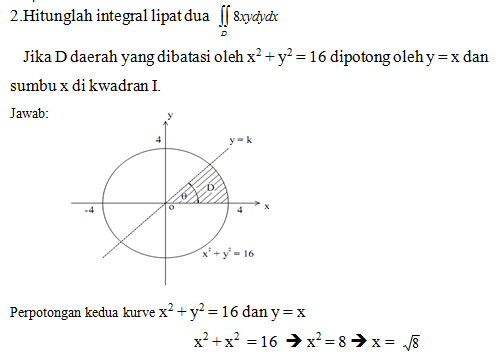 2.Hitunglah integral lipat dua ∬_D 8xydydx
Jika D daerah yang dibatasi oleh x² + y² = 16 dipotong oleh y = x dan
sumbu x di kwadran I.
Jawab:
y
4
y = k
D
θ
-4
o
4
x
x² + y² = 16
Perpotongan kedua kurve x² + y² = 16 dan y = x
x² + x² = 16 ➔ x² = 8 ➔ x = √8